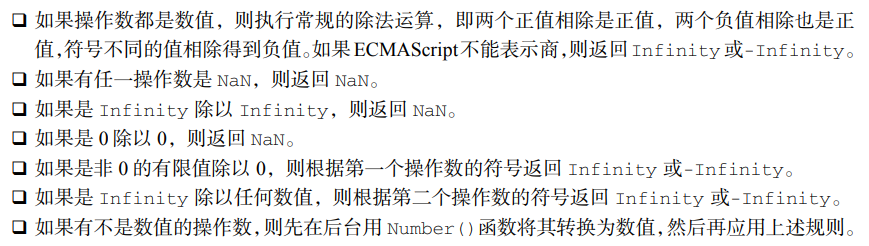 ❑ 如果操作数都是数值，则执行常规的除法运算，即两个正值相除是正值，两个负值相除也是正
值，符号不同的值相除得到负值。如果 ECMAScript 不能表示商，则返回 Infinity 或-Infinity。
❑ 如果有任一操作数是 NaN，则返回 NaN。
❑ 如果是 Infinity 除以 Infinity，则返回 NaN。
❑ 如果是 0 除以 0，则返回 NaN。
❑ 如果是非 0 的有限值除以 0，则根据第一个操作数的符号返回 Infinity 或-Infinity。
❑ 如果是 Infinity 除以任何数值，则根据第二个操作数的符号返回 Infinity 或-Infinity。
❑ 如果有不是数值的操作数，则先在后台用 Number()函数将其转换为数值，然后再应用上述规则。